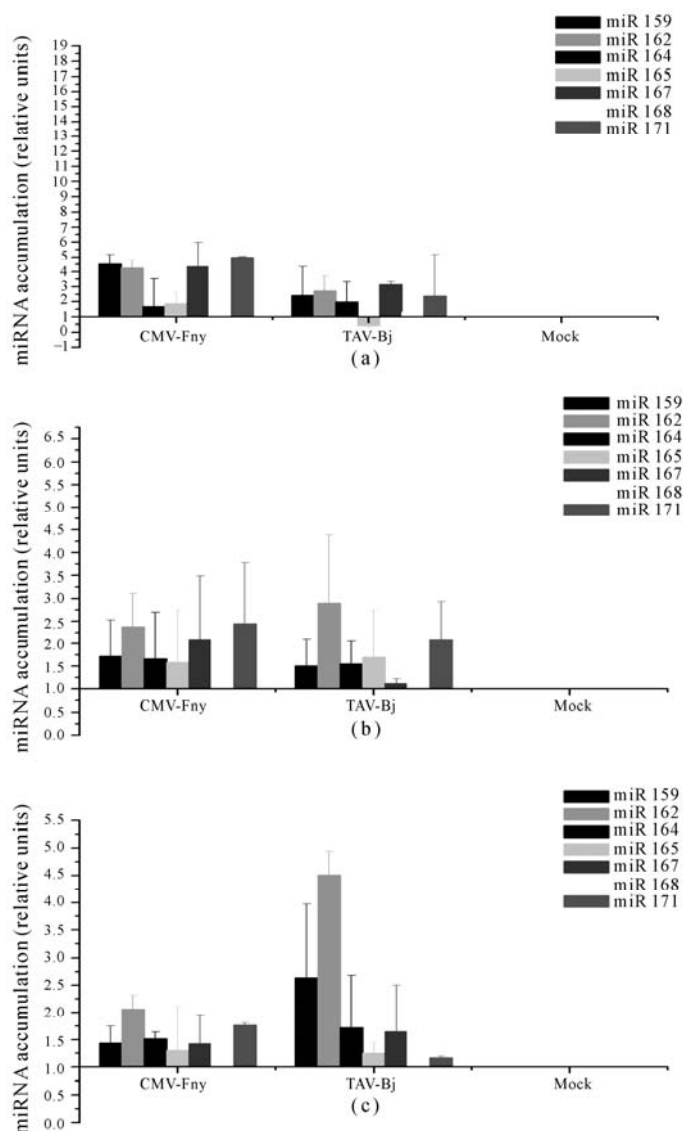 miR 159
miR 162
miR 164
miR 165
miR 167
miR 168
miR 171
miRNA accumulation (relative units)
19
18
17
16
15
14
13
12
11
10
9
8
7
6
5
4
3
2
1
0
−1
CMV-Fny TAV-Bj Mock
(a)
miR 159
miR 162
miR 164
miR 165
miR 167
miR 168
miR 171
miRNA accumulation (relative units)
6.5
6.0
5.5
5.0
4.5
4.0
3.5
3.0
2.5
2.0
1.5
1.0
0.5
0.0
CMV-Fny TAV-Bj Mock
(b)
miR 159
miR 162
miR 164
miR 165
miR 167
miR 168
miR 171
miRNA accumulation (relative units)
5.5
5.0
4.5
4.0
3.5
3.0
2.5
2.0
1.5
1.0
0.5
0.0
CMV-Fny TAV-Bj Mock
(c)